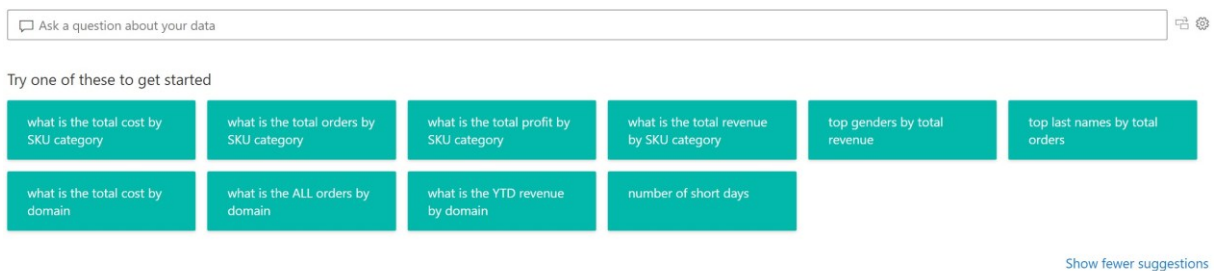 Ask a question about your data
Try one of these to get started
what is the total cost by
SKU category
what is the total orders by
SKU category
what is the total profit by
SKU category
what is the total revenue
by SKU category
top genders by total
revenue
top last names by total
orders
what is the total cost by
domain
what is the ALL orders by
domain
what is the YTD revenue
by domain
number of short days
Show fewer suggestions